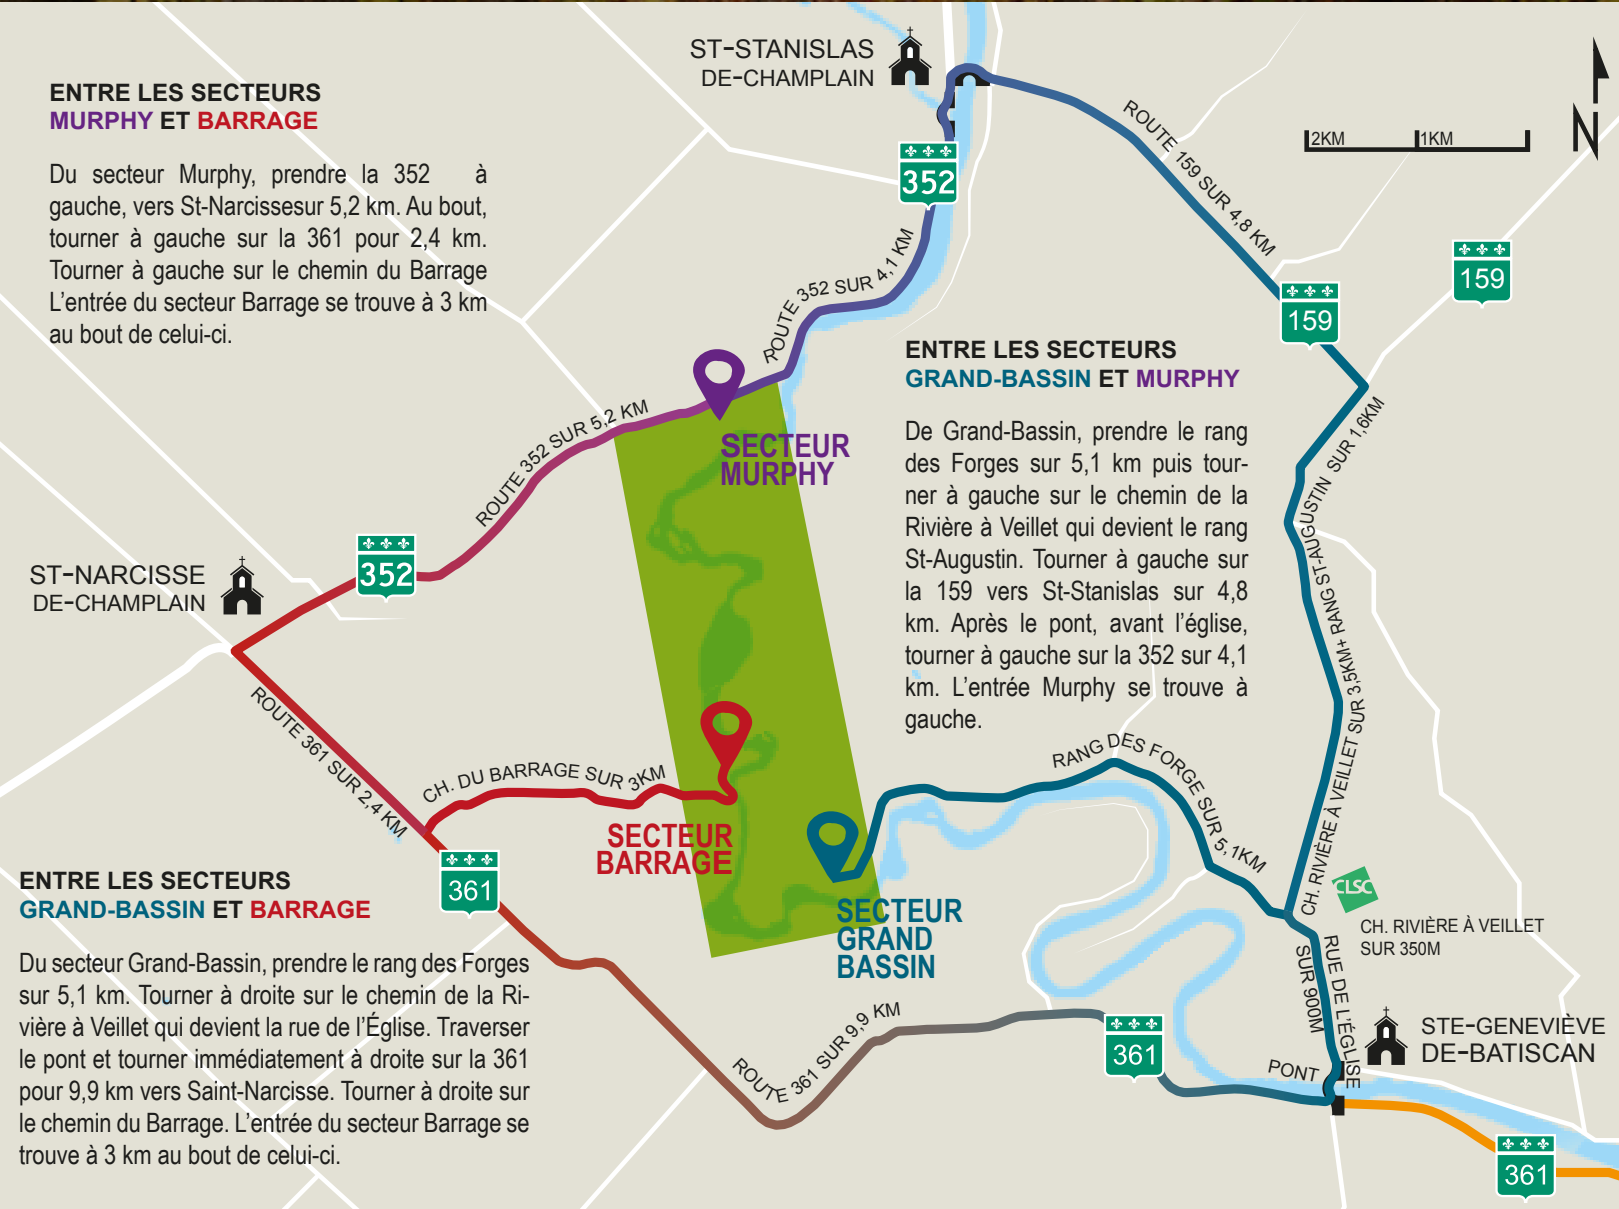 ST-STANISLAS
DE-CHAMPLAIN
ENTRE LES SECTEURS
MURPHY ET BARRAGE
Du secteur Murphy, prendre la 352 à
gauche, vers St-Narcissesur 5,2 km. Au bout,
tourner à gauche sur la 361 pour 2,4 km.
Tourner à gauche sur le chemin du Barrage
L'entrée du secteur Barrage se trouve à 3 km
au bout de celui-ci.
352
ROUTE 159 SUR 4,8 KM
2KM
1KM
N
159
159
ROUTE 352 SUR 4,1 KM
ENTRE LES SECTEURS
GRAND-BASSIN ET MURPHY
De Grand-Bassin, prendre le rang
des Forges sur 5,1 km puis tour-
ner à gauche sur le chemin de la
Rivière à Veillet qui devient le rang
St-Augustin. Tourner à gauche sur
la 159 vers St-Stanislas sur 4,8
km. Après le pont, avant l'église,
tourner à gauche sur la 352 sur 4,1
km. L'entrée Murphy se trouve à
gauche.
SECTEUR
MURPHY
ROUTE 352 SUR 5,2 KM
352
ST-NARCISSE
DE-CHAMPLAIN
ROUTE 361 SUR 2,4 KM
CH. DU BARRAGE SUR 3KM
SECTEUR
BARRAGE
361
SECTEUR
GRAND
BASSIN
RANG DES FORGE SUR 5,1KM
CH. RIVIÈRE À VEILLET SUR 3,5KM+ RANG ST-AUGUSTIN SUR 1,6KM
CLSC
CH. RIVIÈRE À VEILLET
SUR 350M
RUE DE L'ÉGLISE
SUR 900M
STE-GENEVIÈVE
DE-BATISCAN
PONT
361
361
ROUTE 361 SUR 9,9 KM
ENTRE LES SECTEURS
GRAND-BASSIN ET BARRAGE
Du secteur Grand-Bassin, prendre le rang des Forges
sur 5,1 km. Tourner à droite sur le chemin de la Ri-
vière à Veillet qui devient la rue de l'Église. Traverser
le pont et tourner immédiatement à droite sur la 361
pour 9,9 km vers Saint-Narcisse. Tourner à droite sur
le chemin du Barrage. L'entrée du secteur Barrage se
trouve à 3 km au bout de celui-ci.